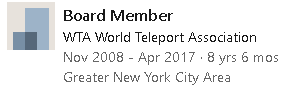 Board Member
WTA World Teleport Association
Nov 2008 - Apr 2017 · 8 yrs 6 mos
Greater New York City Area